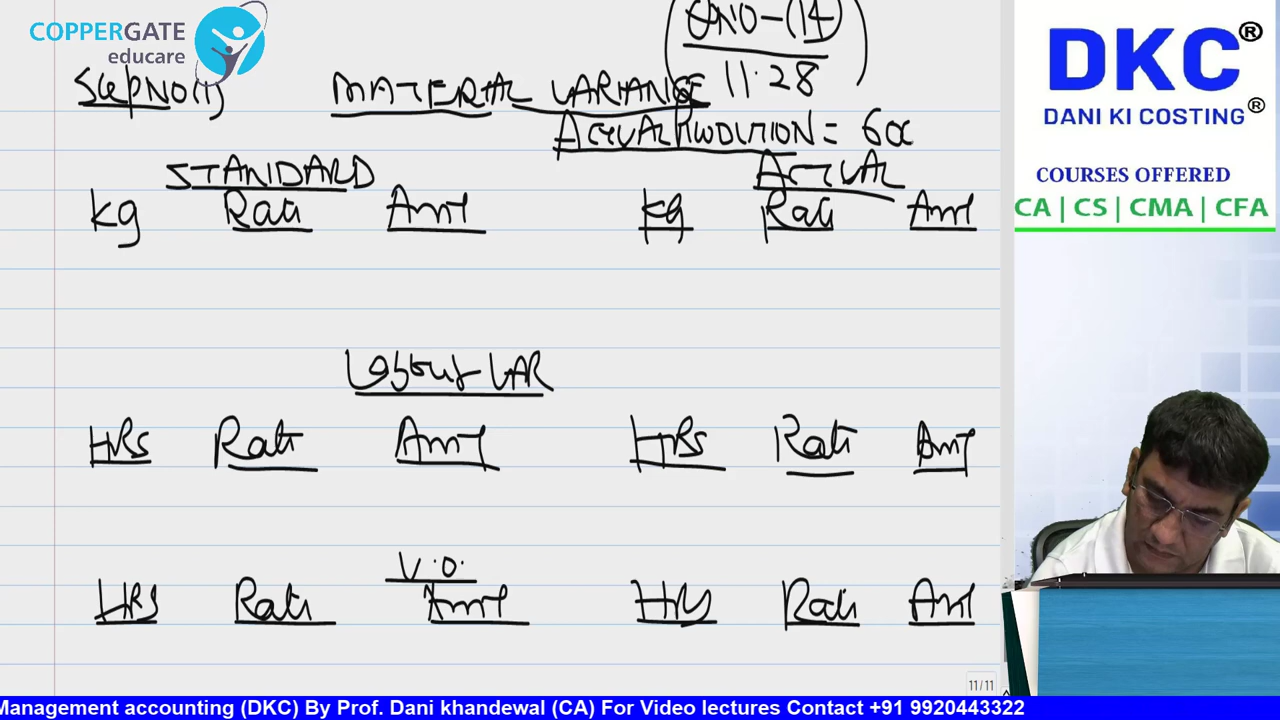 COPPERGATE
educare
QNO-(14)
11.28
Step NO(1)
MATERIAL VARIANCE
ACTUAL PRODUCTION = 600
STANDARD
ACTUAL
kg Rate Amt kg Rate Amt
Labour VAR
HRS Rate Amt HRS Rate Amt
V.O.
HRS Rate Amt HRS Rate Amt
11/11
DKC®
DANI KI COSTING®
COURSES OFFERED
CA | CS | CMA | CFA
Management accounting (DKC) By Prof. Dani khandewal (CA) For Video lectures Contact +91 9920443322